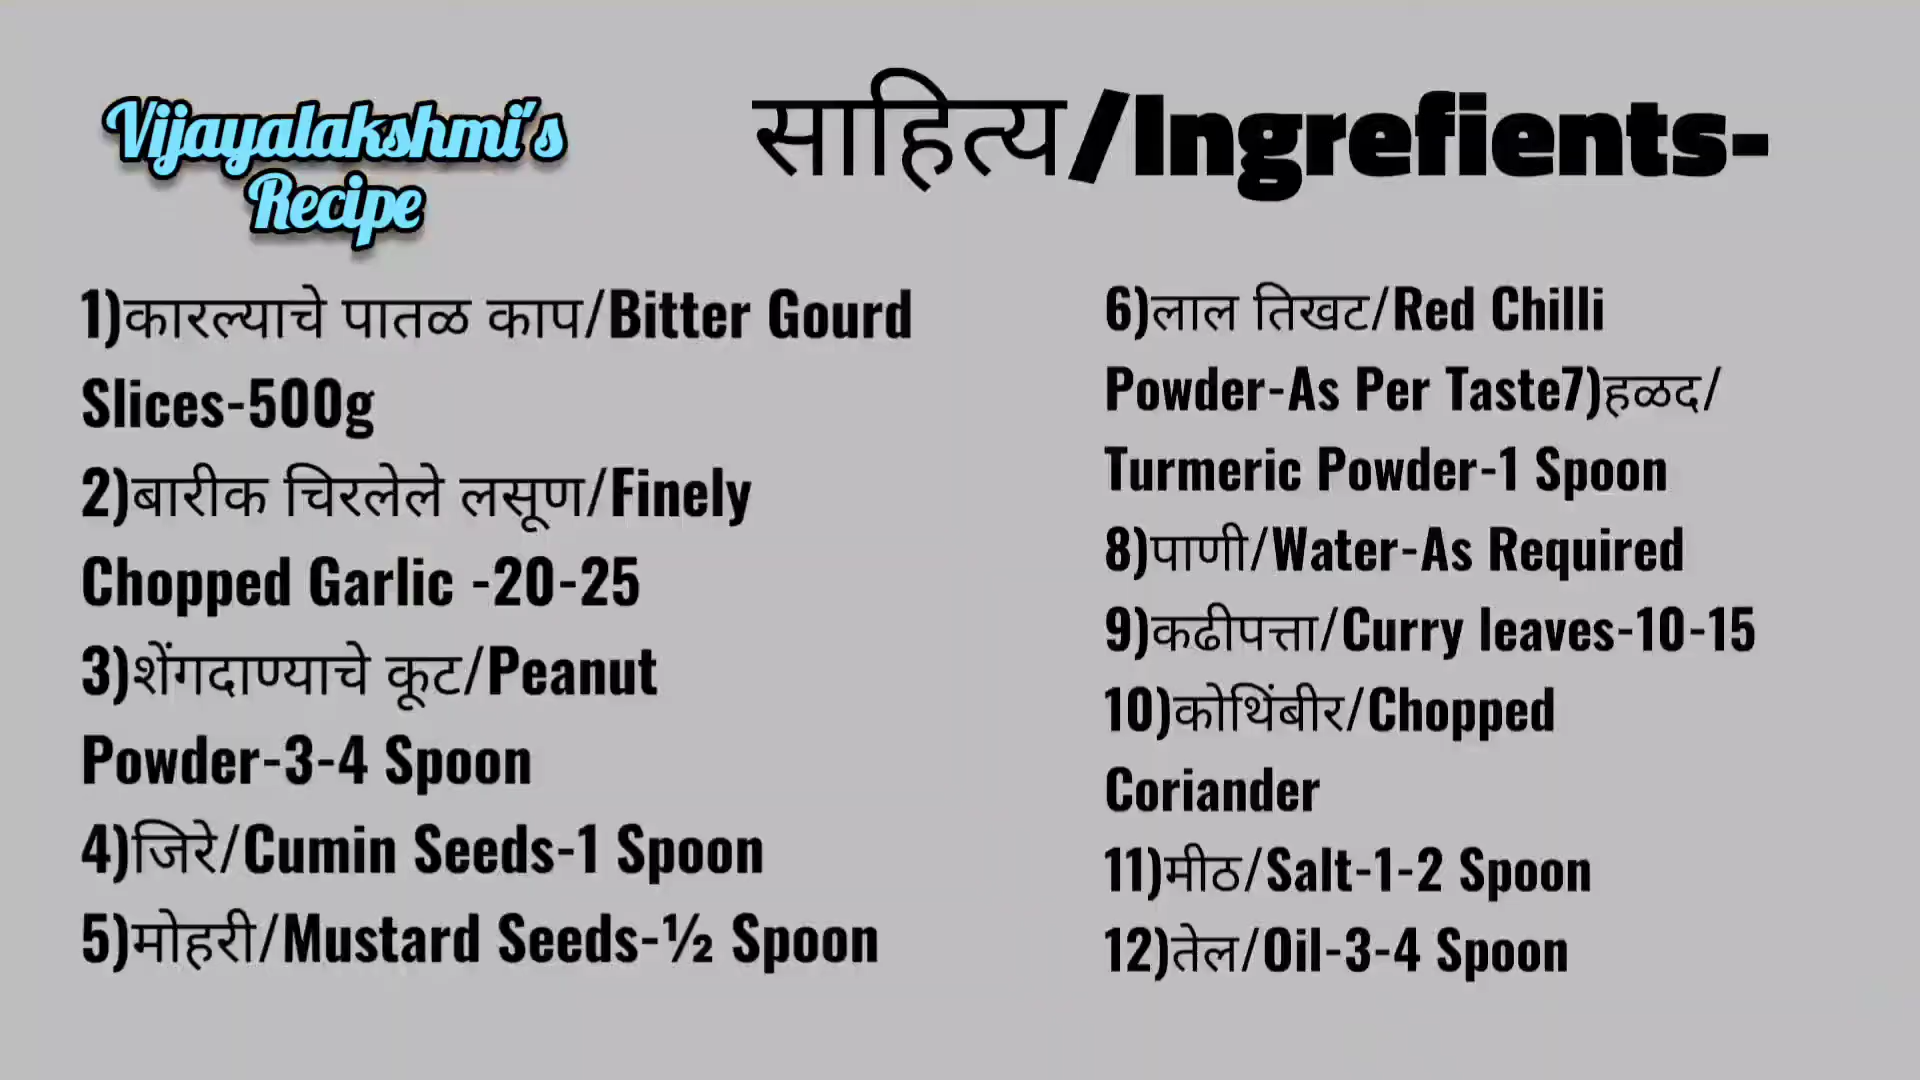 Vijayalakshmi's
Recipe
साहित्य/Ingrefients-
1)कारल्याचे पातळ काप/Bitter Gourd
Slices-500g
2)बारीक चिरलेले लसूण/Finely
Chopped Garlic -20-25
3)शेंगदाण्याचे कूट/Peanut
Powder-3-4 Spoon
4)जिरे/Cumin Seeds-1 Spoon
5)मोहरी/Mustard Seeds-½ Spoon
6)लाल तिखट/Red Chilli
Powder-As Per Taste7)हळद/
Turmeric Powder-1 Spoon
8)पाणी/Water-As Required
9)कढीपत्ता/Curry leaves-10-15
10)कोथिंबीर/Chopped
Coriander
11)मीठ/Salt-1-2 Spoon
12)तेल/Oil-3-4 Spoon